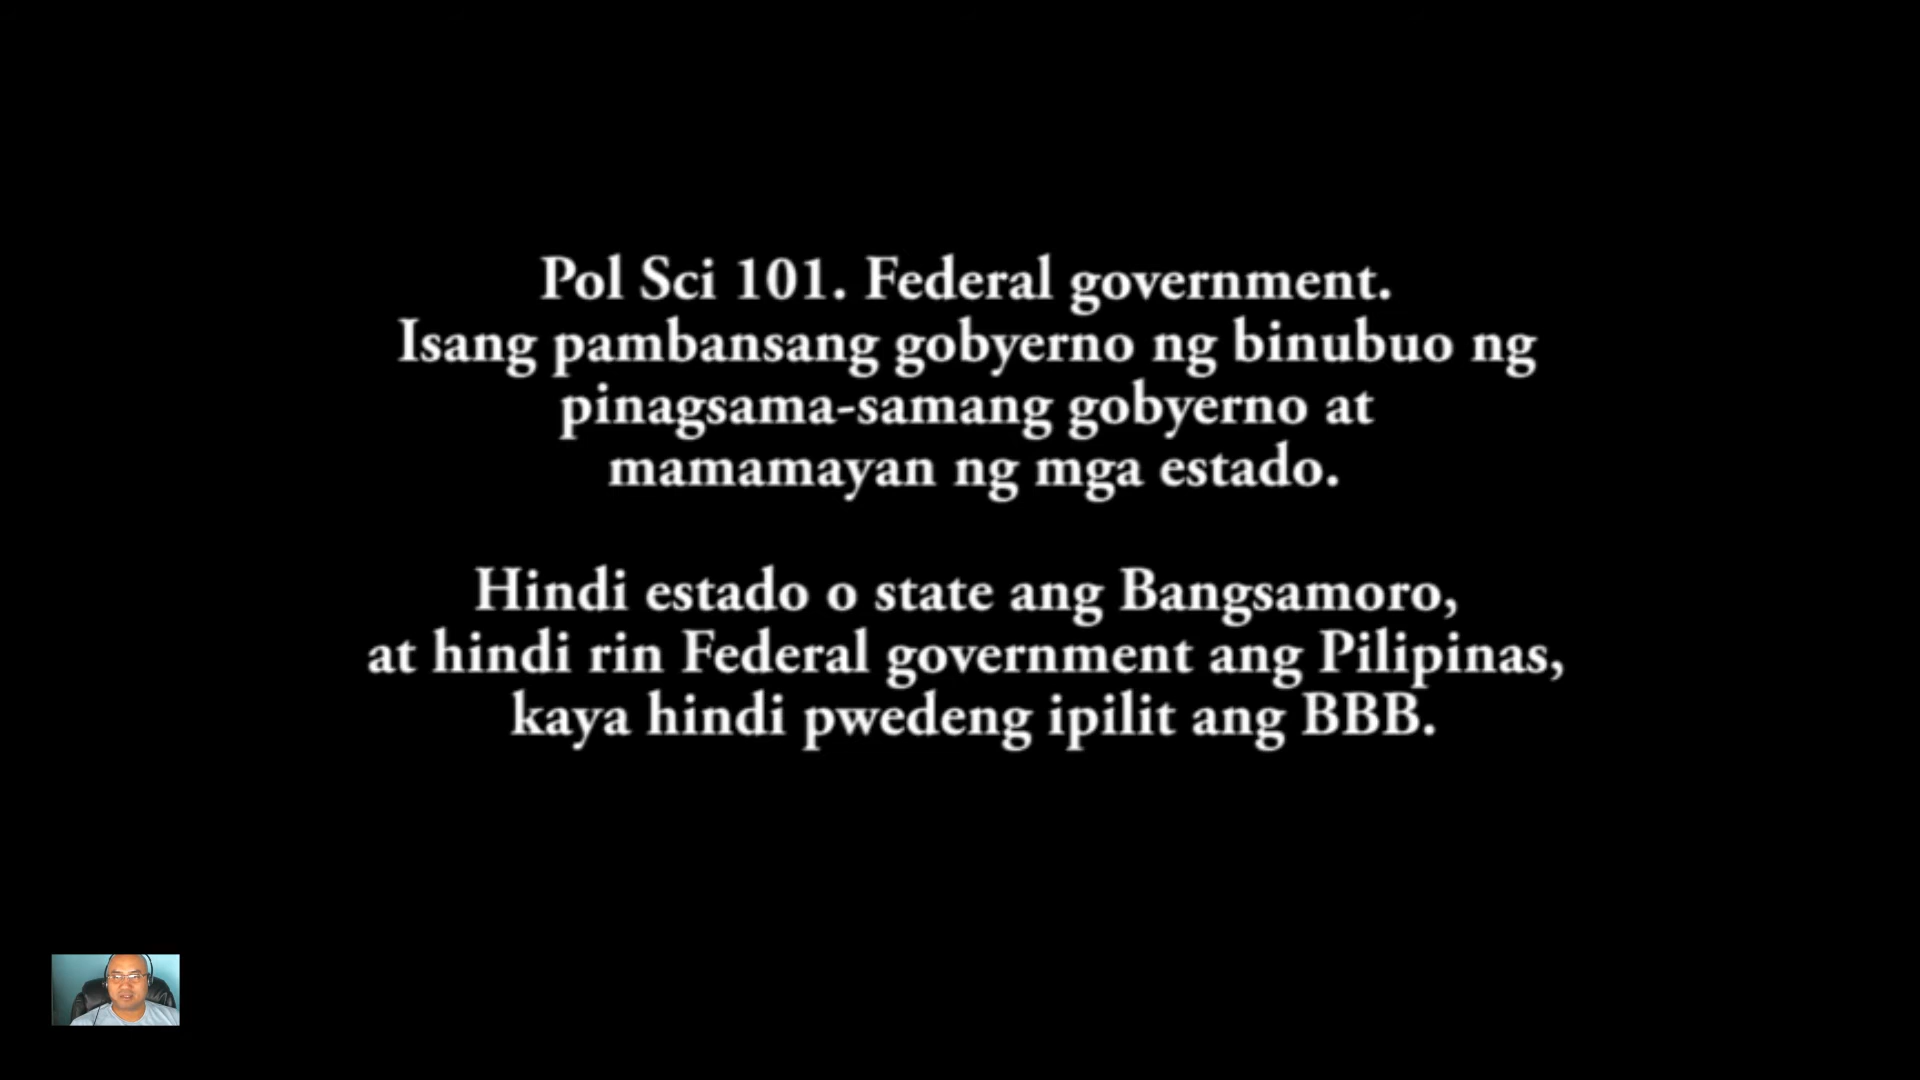 Pol Sci 101. Federal government.
Isang pambansang gobyerno ng binubuo ng
pinagsama-samang gobyerno at
mamamayan ng mga estado.
Hindi estado o state ang Bangsamoro,
at hindi rin Federal government ang Pilipinas,
kaya hindi pwedeng ipilit ang BBB.